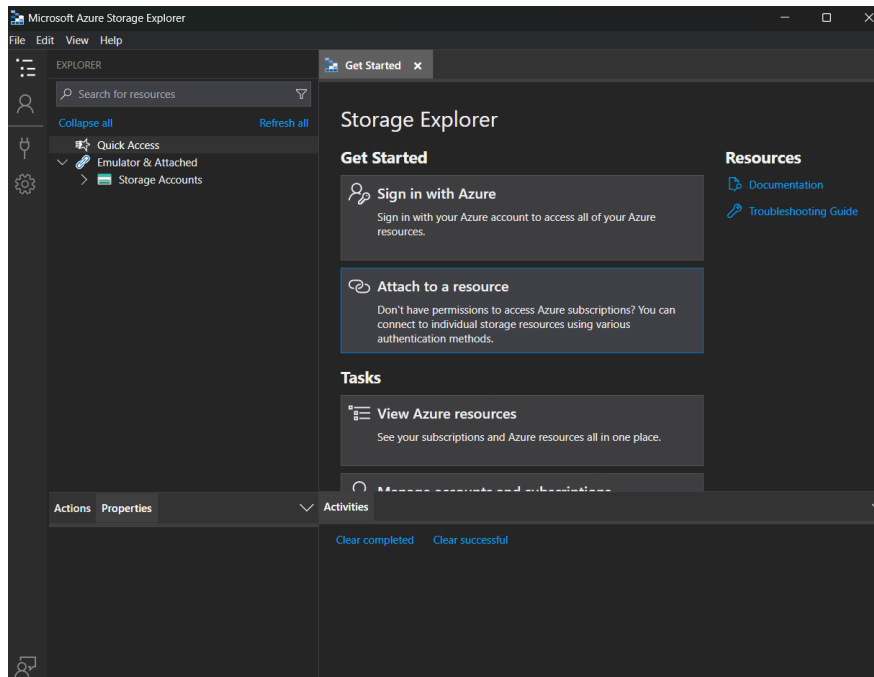 Microsoft Azure Storage Explorer
File Edit View Help
EXPLORER
Search for resources
Collapse all Refresh all
Quick Access
Emulator & Attached
Storage Accounts
Get Started
Storage Explorer
Get Started
Sign in with Azure
Sign in with your Azure account to access all of your Azure
resources.
Attach to a resource
Don't have permissions to access Azure subscriptions? You can
connect to individual storage resources using various
authentication methods.
Tasks
View Azure resources
See your subscriptions and Azure resources all in one place.
Manage accounts and subscriptions
Resources
Documentation
Troubleshooting Guide
Actions Properties
Activities
Clear completed Clear successful